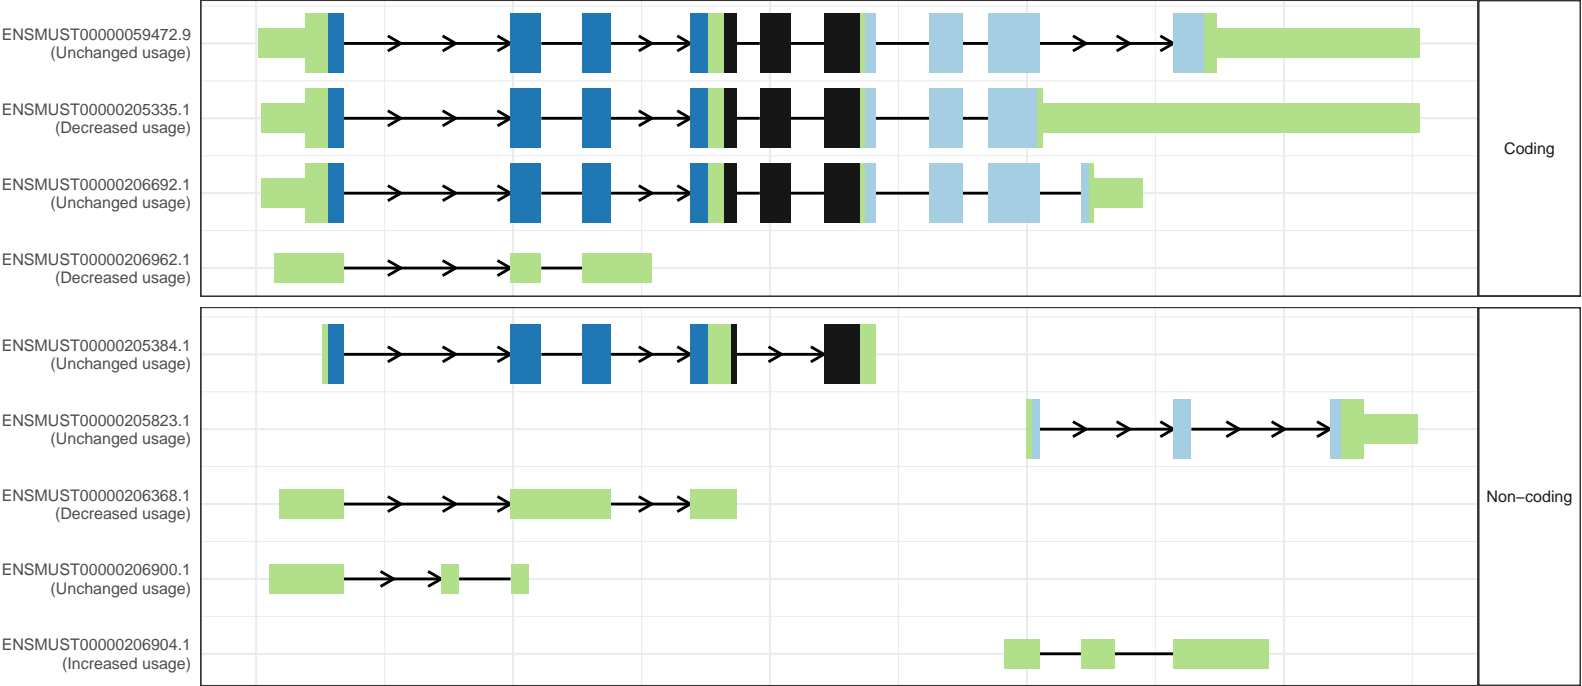 ENSMUST00000059472.9
(Unchanged usage)
ENSMUST00000205335.1
(Decreased usage)
ENSMUST00000206692.1
(Unchanged usage)
ENSMUST00000206962.1
(Decreased usage)
Coding
ENSMUST00000205384.1
(Unchanged usage)
ENSMUST00000205823.1
(Unchanged usage)
ENSMUST00000206368.1
(Decreased usage)
ENSMUST00000206900.1
(Unchanged usage)
ENSMUST00000206904.1
(Increased usage)
Non−coding